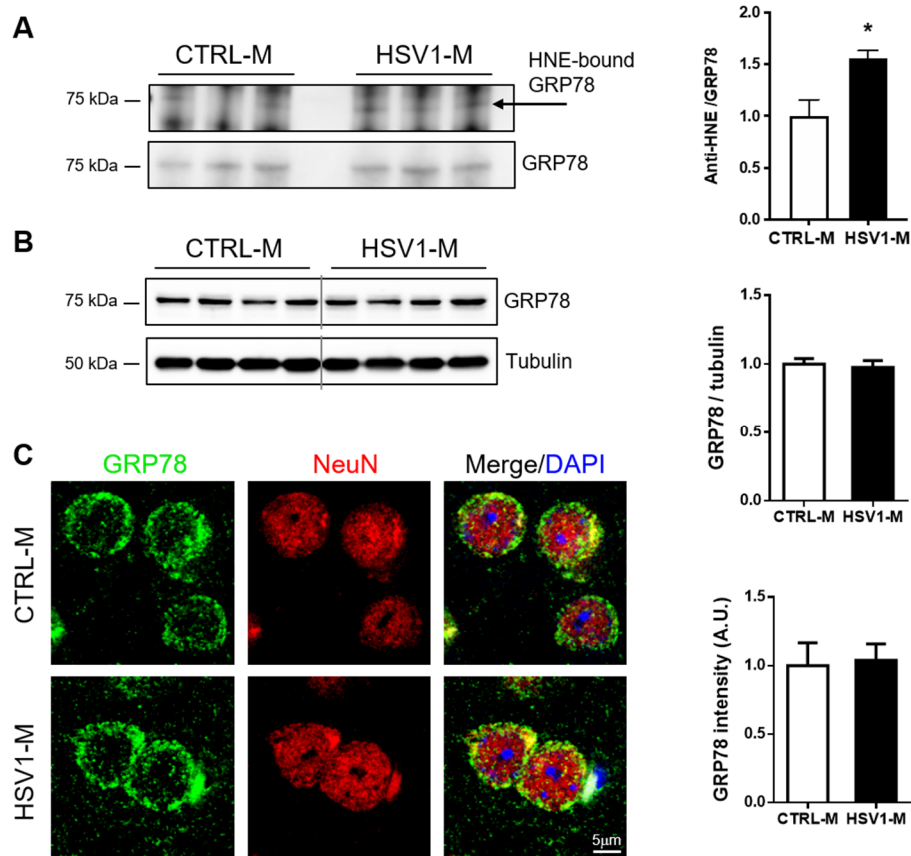 A
CTRL-M HSV1-M
HNE-bound
GRP78
75 kDa
75 kDa
GRP78
Anti-HNE /GRP78
2.0
1.5
1.0
0.5
0.0
*
CTRL-M HSV1-M
B
CTRL-M HSV1-M
75 kDa
GRP78
50 kDa
Tubulin
GRP78 / tubulin
1.5
1.0
0.5
0.0
CTRL-M HSV1-M
C
GRP78 NeuN Merge/DAPI
CTRL-M
HSV1-M
5μm
GRP78 intensity (A.U.)
1.5
1.0
0.5
0.0
CTRL-M HSV1-M